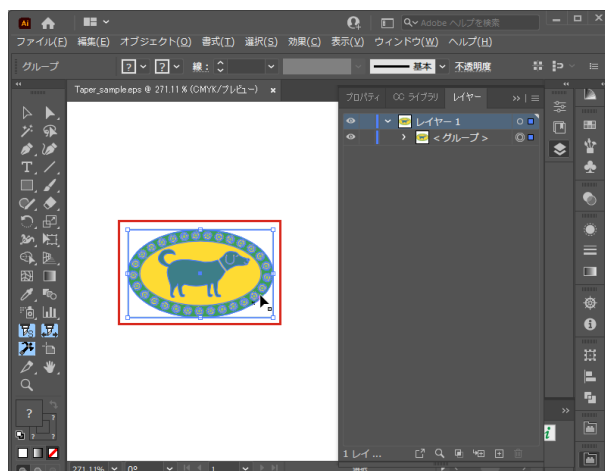 Ai
Adobe ヘルプを検索
ファイル(F) 編集(E) オブジェクト(O) 書式(T) 選択(S) 効果(C) 表示(V) ウィンドウ(W) ヘルプ(H)
グループ ? ? 線: 基本 不透明度
Taper_sample.eps @ 271.11 % (CMYK/プレビュー) ×
プロパティ CC ライブラリ レイヤー
レイヤー 1
<グループ>
?
? ?
i
1 レイ...
271.11% 0° 1 選択